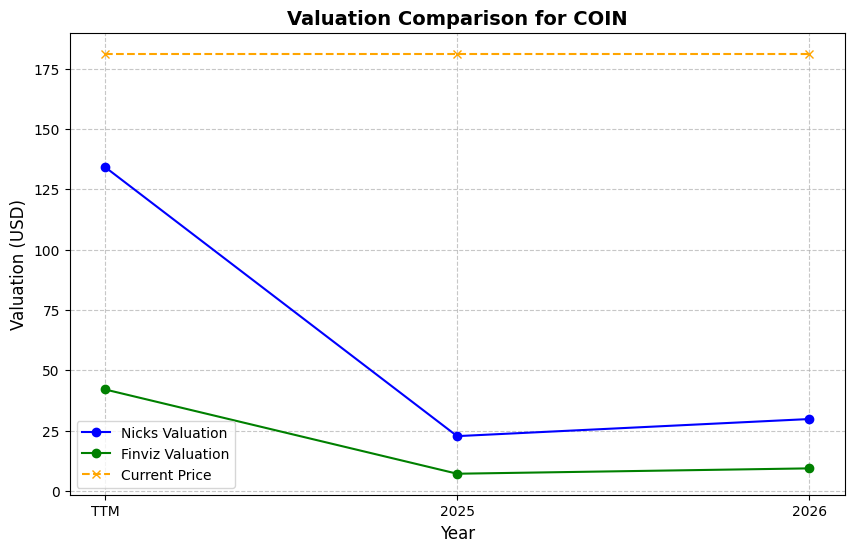 Valuation Comparison for COIN
Valuation (USD)
175
150
125
100
75
50
25
0
Nicks Valuation
Finviz Valuation
Current Price
TTM
2025
2026
Year